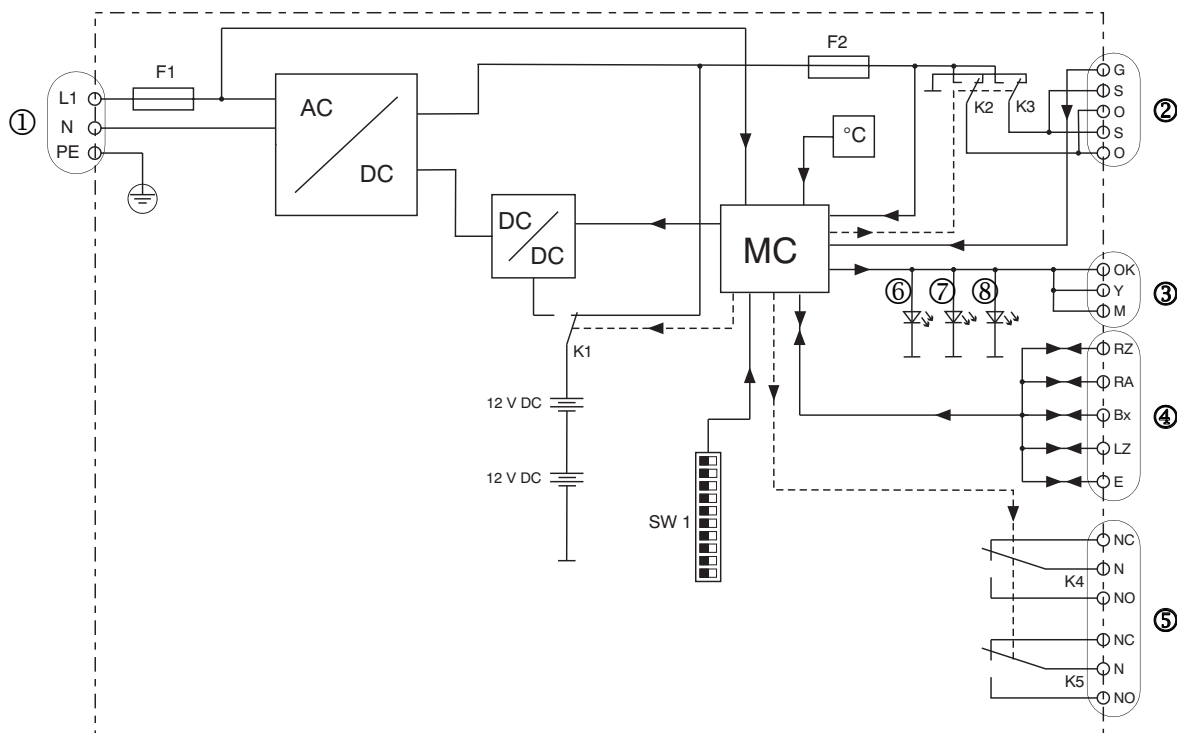 F1
F2
①
L1
N
PE
AC
DC
DC
DC
°C
MC
K1
K2
K3
G
S
O
S
O
②
⑥
⑦
⑧
OK
Y
M
③
12 V DC
12 V DC
SW 1
RZ
RA
Bx
LZ
E
④
NC
N
NO
K4
NC
N
NO
K5
⑤